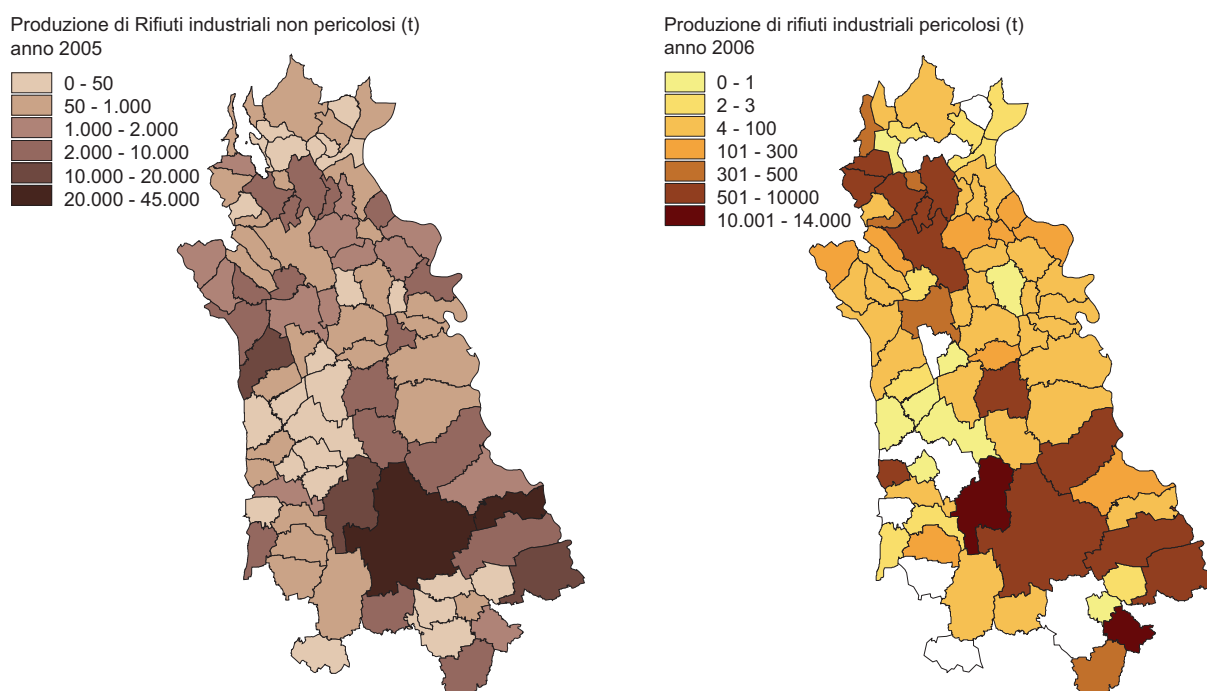 Produzione di Rifiuti industriali non pericolosi (t)
anno 2005
0 - 50
50 - 1.000
1.000 - 2.000
2.000 - 10.000
10.000 - 20.000
20.000 - 45.000
Produzione di rifiuti industriali pericolosi (t)
anno 2006
0 - 1
2 - 3
4 - 100
101 - 300
301 - 500
501 - 10000
10.001 - 14.000